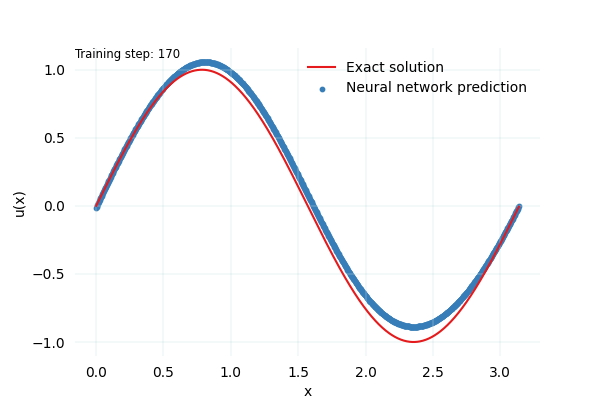 Training step: 170
Exact solution
Neural network prediction
1.0
0.5
0.0
−0.5
−1.0
u(x)
0.0 0.5 1.0 1.5 2.0 2.5 3.0
x